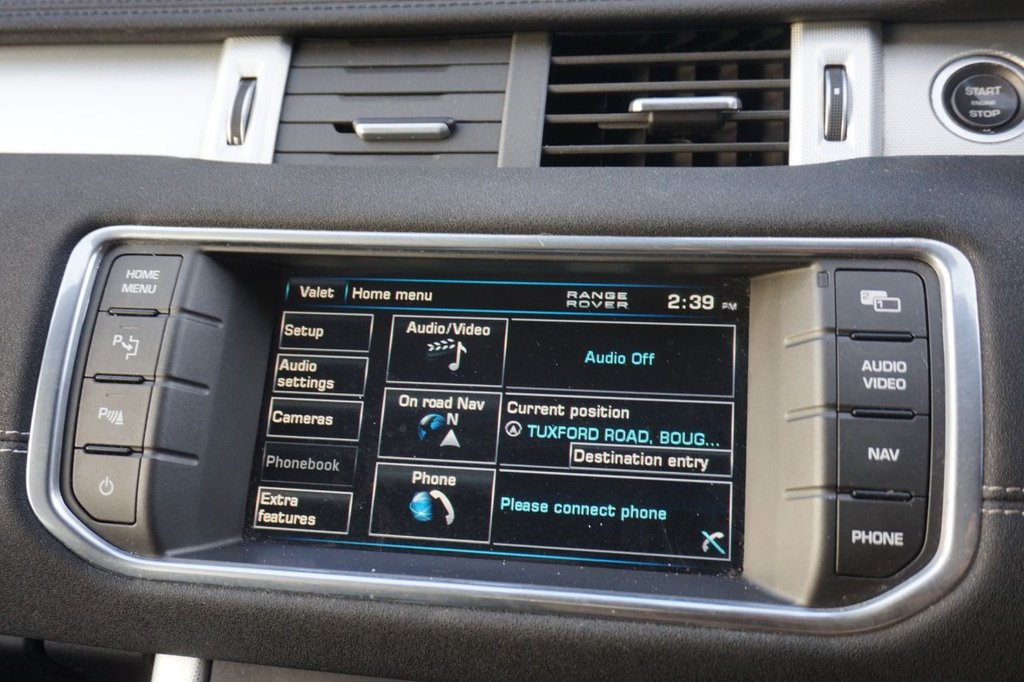 START
ENGINE
STOP
HOME
MENU
P
P
Valet
Home menu
RANGE
ROVER
2:39 PM
Setup
Audio
settings
Cameras
Phonebook
Extra
features
Audio/Video
Audio Off
On road Nav
N
Current position
TUXFORD ROAD, BOUG...
Destination entry
Phone
Please connect phone
AUDIO
VIDEO
NAV
PHONE